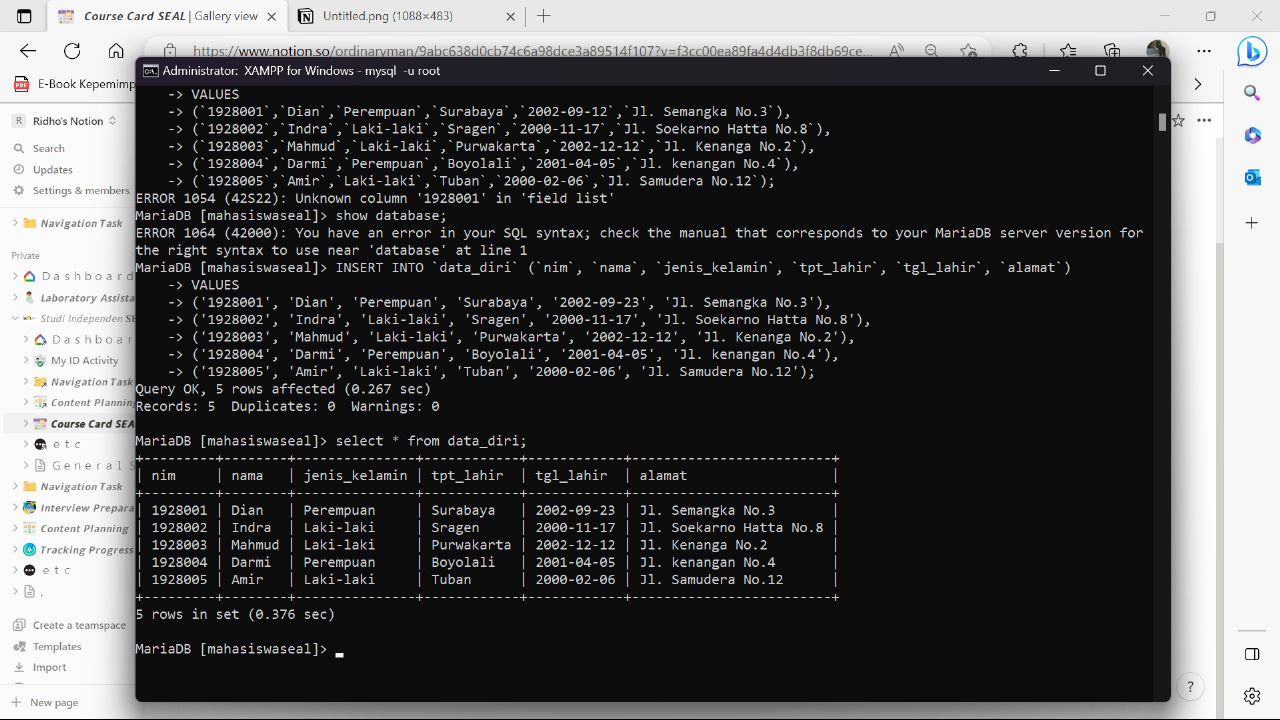 Course Card SEAL | Gallery view
Untitled.png (1088×483)
https://www.notion.so/ordinaryman/9abc638d0cb74c6a98
E-Book Kepemimp
Administrator: XAMPP for Windows - mysql -u root
Ridho's Notion
Search
Updates
Settings & members
Navigation Task
Private
Dashboard
Laboratory Assista
Studi Independen SE
Dashboar
My ID Activity
Navigation Task
Content Plannin
Course Card SEA
etc
General S
Navigation Task
Interview Prepara
Content Planning
Tracking Progress
etc
,
Create a teamspace
Templates
Import
New page
-> VALUES
-> (`1928001`,`Dian`,`Perempuan`,`Surabaya`,`2002-09-12`,`Jl. Semangka No.3`),
-> (`1928002`,`Indra`,`Laki-laki`,`Sragen`,`2000-11-17`,`Jl. Soekarno Hatta No.8`),
-> (`1928003`,`Mahmud`,`Laki-laki`,`Purwakarta`,`2002-12-12`,`Jl. Kenanga No.2`),
-> (`1928004`,`Darmi`,`Perempuan`,`Boyolali`,`2001-04-05`,`Jl. kenangan No.4`),
-> (`1928005`,`Amir`,`Laki-laki`,`Tuban`,`2000-02-06`,`Jl. Samudera No.12`);
ERROR 1054 (42S22): Unknown column '1928001' in 'field list'
MariaDB [mahasiswaseal]> show database;
ERROR 1064 (42000): You have an error in your SQL syntax; check the manual that corresponds to your MariaDB server version for
the right syntax to use near 'database' at line 1
MariaDB [mahasiswaseal]> INSERT INTO `data_diri` (`nim`, `nama`, `jenis_kelamin`, `tpt_lahir`, `tgl_lahir`, `alamat`)
-> VALUES
-> ('1928001', 'Dian', 'Perempuan', 'Surabaya', '2002-09-23', 'Jl. Semangka No.3'),
-> ('1928002', 'Indra', 'Laki-laki', 'Sragen', '2000-11-17', 'Jl. Soekarno Hatta No.8'),
-> ('1928003', 'Mahmud', 'Laki-laki', 'Purwakarta', '2002-12-12', 'Jl. Kenanga No.2'),
-> ('1928004', 'Darmi', 'Perempuan', 'Boyolali', '2001-04-05', 'Jl. kenangan No.4'),
-> ('1928005', 'Amir', 'Laki-laki', 'Tuban', '2000-02-06', 'Jl. Samudera No.12');
Query OK, 5 rows affected (0.267 sec)
Records: 5  Duplicates: 0  Warnings: 0
MariaDB [mahasiswaseal]> select * from data_diri;
| nim | nama | jenis_kelamin | tpt_lahir | tgl_lahir | alamat |
| 1928001 | Dian | Perempuan | Surabaya | 2002-09-23 | Jl. Semangka No.3 |
| 1928002 | Indra | Laki-laki | Sragen | 2000-11-17 | Jl. Soekarno Hatta No.8 |
| 1928003 | Mahmud | Laki-laki | Purwakarta | 2002-12-12 | Jl. Kenanga No.2 |
| 1928004 | Darmi | Perempuan | Boyolali | 2001-04-05 | Jl. kenangan No.4 |
| 1928005 | Amir | Laki-laki | Tuban | 2000-02-06 | Jl. Samudera No.12 |
5 rows in set (0.376 sec)
MariaDB [mahasiswaseal]> _